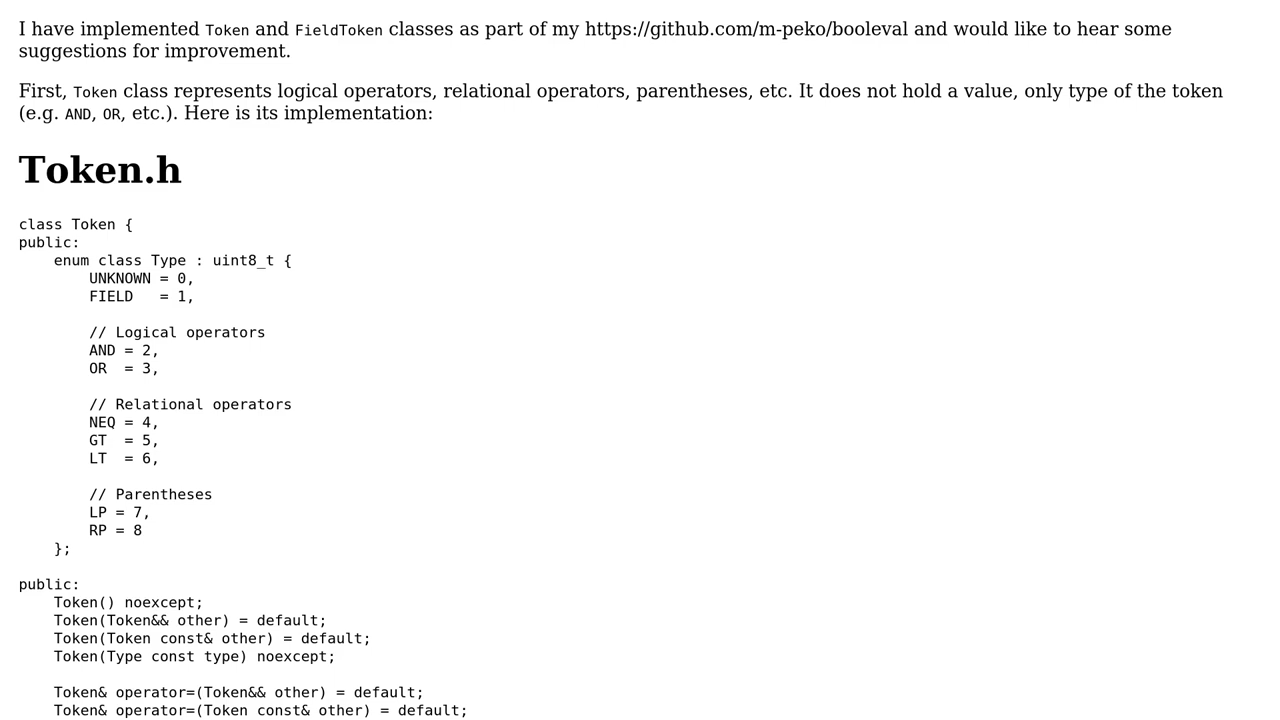 I have implemented Token and FieldToken classes as part of my https://github.com/m-peko/booleval and would like to hear some
suggestions for improvement.
First, Token class represents logical operators, relational operators, parentheses, etc. It does not hold a value, only type of the token
(e.g. AND, OR, etc.). Here is its implementation:
Token.h
class Token {
public:
    enum class Type : uint8_t {
        UNKNOWN = 0,
        FIELD   = 1,

        // Logical operators
        AND = 2,
        OR  = 3,

        // Relational operators
        NEQ = 4,
        GT  = 5,
        LT  = 6,

        // Parentheses
        LP = 7,
        RP = 8
    };

public:
    Token() noexcept;
    Token(Token&& other) = default;
    Token(Token const& other) = default;
    Token(Type const type) noexcept;

    Token& operator=(Token&& other) = default;
    Token& operator=(Token const& other) = default;